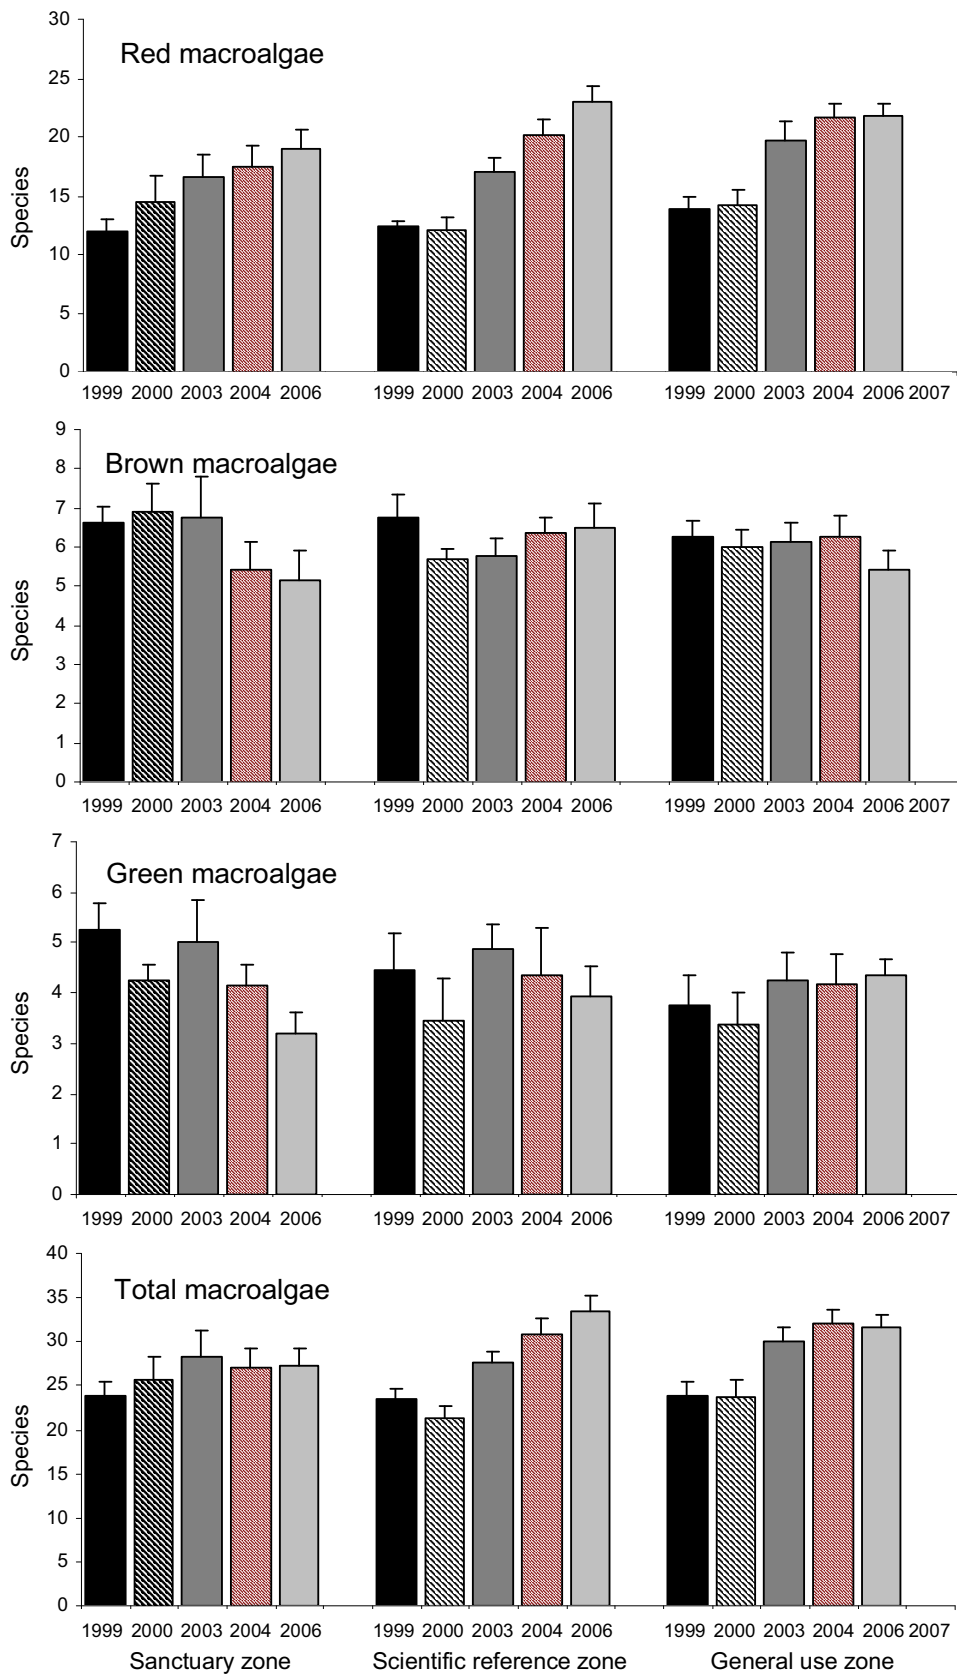 Red macroalgae
Species
30
25
20
15
10
5
0
1999 2000 2003 2004 2006 1999 2000 2003 2004 2006 1999 2000 2003 2004 2006 2007
Brown macroalgae
Species
9
8
7
6
5
4
3
2
1
0
1999 2000 2003 2004 2006 1999 2000 2003 2004 2006 1999 2000 2003 2004 2006 2007
Green macroalgae
Species
7
6
5
4
3
2
1
0
1999 2000 2003 2004 2006 1999 2000 2003 2004 2006 1999 2000 2003 2004 2006 2007
Total macroalgae
Species
40
35
30
25
20
15
10
5
0
1999 2000 2003 2004 2006 1999 2000 2003 2004 2006 1999 2000 2003 2004 2006 2007
Sanctuary zone Scientific reference zone General use zone